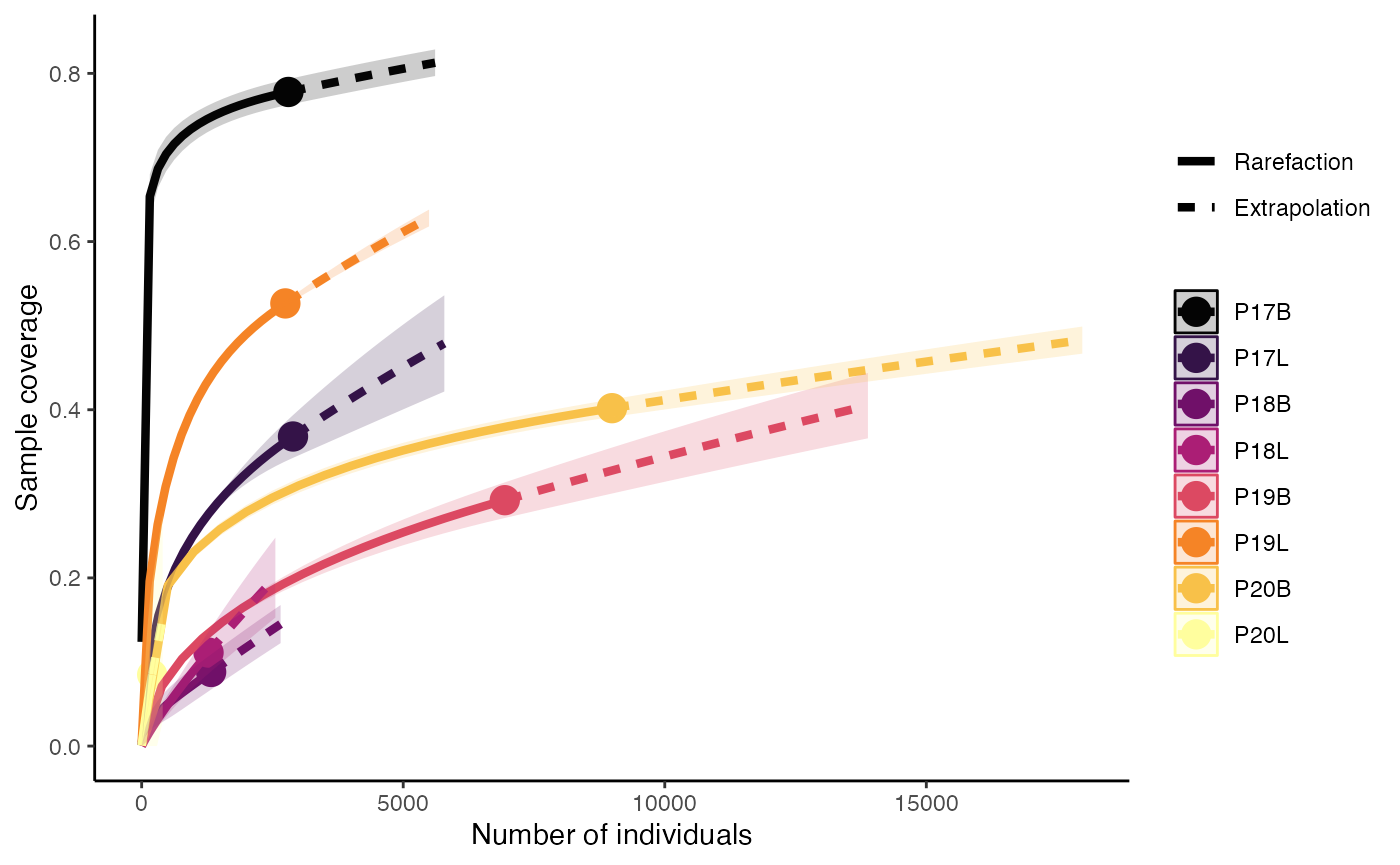 0.8
0.6
0.4
0.2
0.0
Sample coverage
0
5000
10000
15000
Number of individuals
Rarefaction
Extrapolation
P17B
P17L
P18B
P18L
P19B
P19L
P20B
P20L